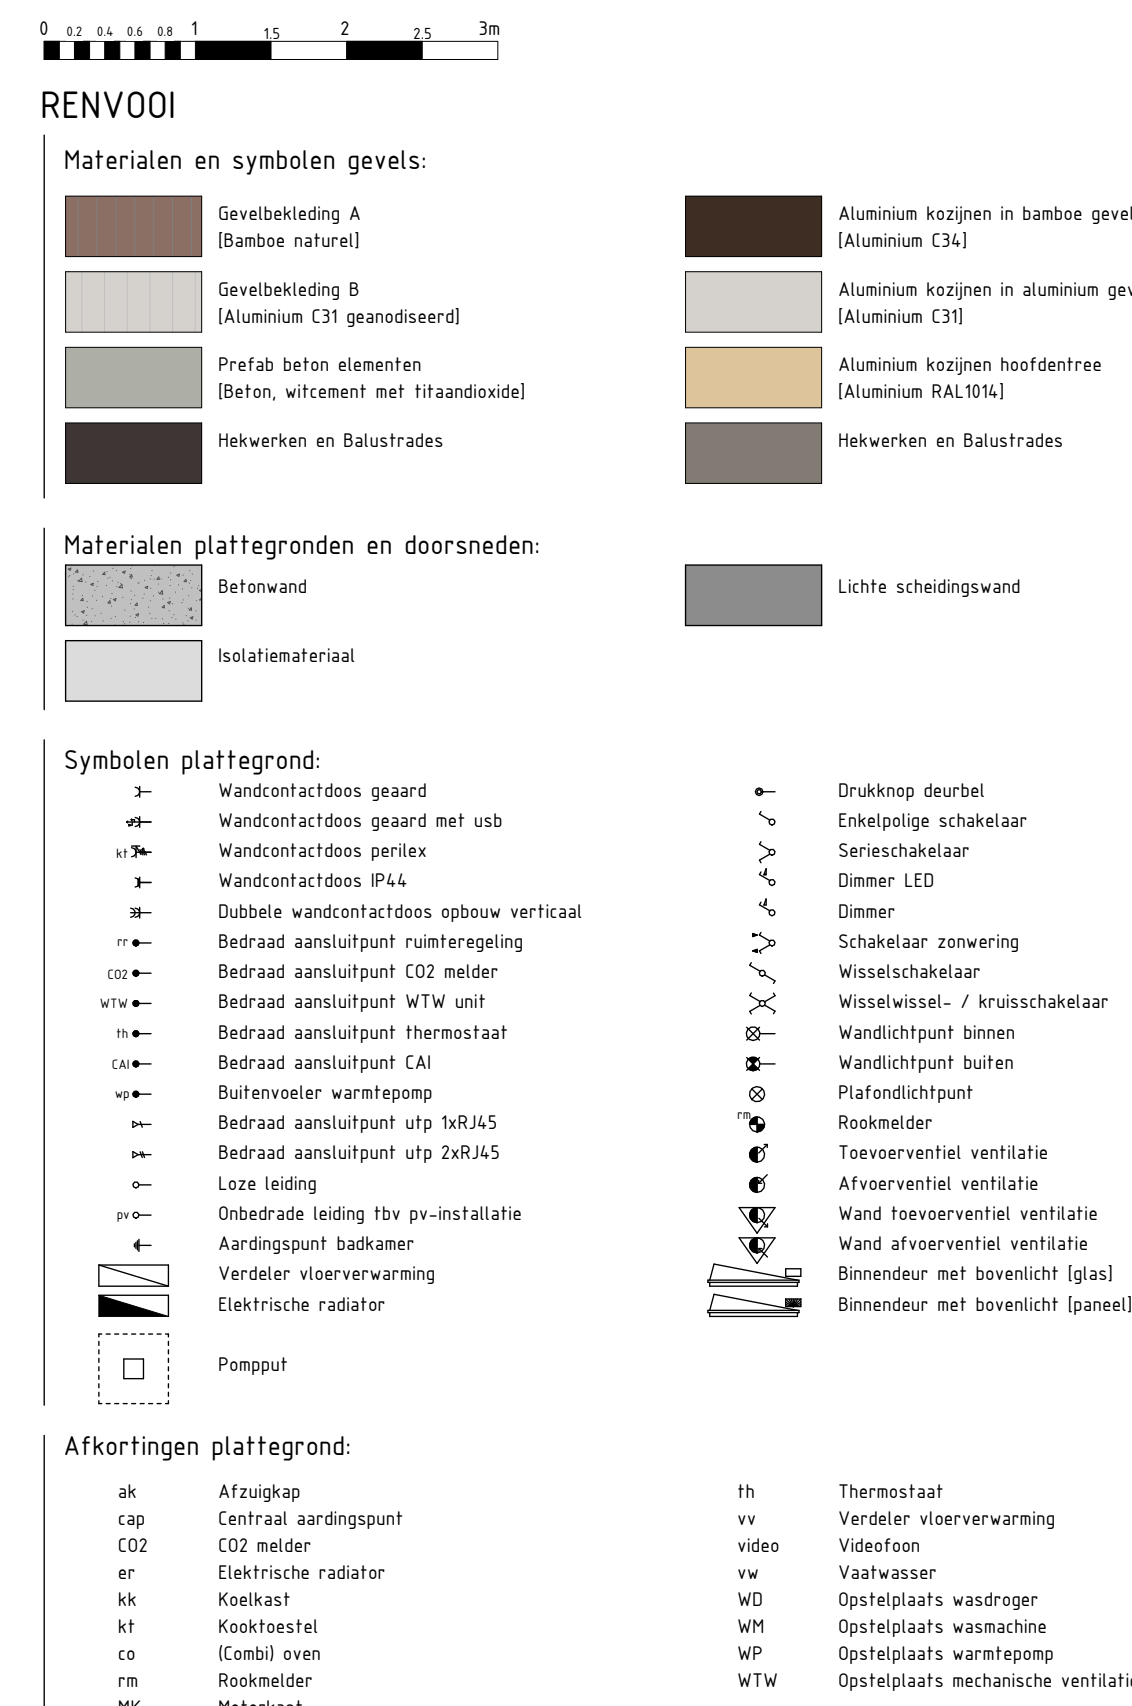 0 0.2 0.4 0.6 0.8 1 1.5 2 2.5 3m
RENVOOI
Materialen en symbolen gevels:
Gevelbekleding A
[Bamboe naturel]
Aluminium kozijnen in bamboe gevel
[Aluminium C34]
Gevelbekleding B
[Aluminium C31 geanodiseerd]
Aluminium kozijnen in aluminium
[Aluminium C31]
Prefab beton elementen
[Beton, witcement met titaandioxide]
Aluminium kozijnen hoofdentree
[Aluminium RAL1014]
Hekwerken en Balustrades
Hekwerken en Balustrades
Materialen plattegronden en doorsneden:
Betonwand
Lichte scheidingswand
Isolatiemateriaal
Symbolen plattegrond:
Wandcontactdoos geaard
Wandcontactdoos geaard met usb
kt Wandcontactdoos perilex
Wandcontactdoos IP44
Dubbele wandcontactdoos opbouw verticaal
rr Bedraad aansluitpunt ruimteregeling
CO2 Bedraad aansluitpunt CO2 melder
WTW Bedraad aansluitpunt WTW unit
th Bedraad aansluitpunt thermostaat
CAI Bedraad aansluitpunt CAI
wp Buitenvoeler warmtepomp
Bedraad aansluitpunt utp 1xRJ45
Bedraad aansluitpunt utp 2xRJ45
Loze leiding
pv Onbedrade leiding tbv pv-installatie
Aardingspunt badkamer
Verdeler vloerverwarming
Elektrische radiator
Pompput
Drukknop deurbel
Enkelpolige schakelaar
Serieschakelaar
Dimmer LED
Dimmer
Schakelaar zonwering
Wisselschakelaar
Wisselwissel- / kruisschakelaar
Wandlichtpunt binnen
Wandlichtpunt buiten
Plafondlichtpunt
rm Rookmelder
Toevoerventiel ventilatie
Afvoerventiel ventilatie
Wand toevoerventiel ventilatie
Wand afvoerventiel ventilatie
Binnendeur met bovenlicht [glas]
Binnendeur met bovenlicht [paneel]
Afkortingen plattegrond:
ak Afzuigkap
cap Centraal aardingspunt
CO2 CO2 melder
er Elektrische radiator
kk Koelkast
kt Kooktoestel
co (Combi) oven
rm Rookmelder
th Thermostaat
vv Verdeler vloerverwarming
video Videofoon
vw Vaatwasser
WD Opstelplaats wasdroger
WM Opstelplaats wasmachine
WP Opstelplaats warmtepomp
WTW Opstelplaats mechanische